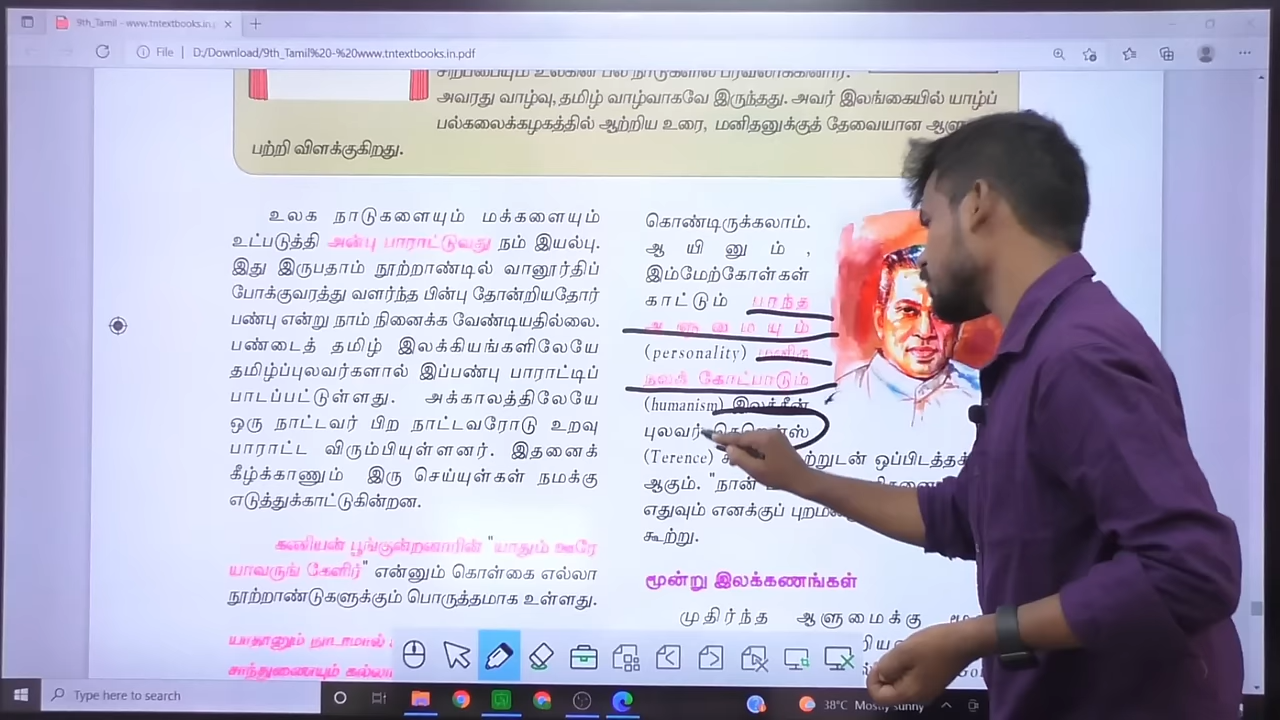 9th_Tamil - www.tntextbooks.in.p
File
D:/Download/9th_Tamil%20-%20www.tntextbooks.in.pdf
அவரது வாழ்வு, தமிழ் வாழ்வாகவே இருந்தது. அவர் இலங்கையில் யாழ்ப்
பல்கலைக்கழகத்தில் ஆற்றிய உரை, மனிதனுக்குத் தேவையான
பற்றி விளக்குகிறது.
உலக நாடுகளையும் மக்களையும்
உட்படுத்தி அன்பு பாராட்டுவது நம் இயல்பு.
இது இருபதாம் நூற்றாண்டில் வானூர்திப்
போக்குவரத்து வளர்ந்த பின்பு தோன்றியதோர்
பண்பு என்று நாம் நினைக்க வேண்டியதில்லை.
பண்டைத் தமிழ் இலக்கியங்களிலேயே
தமிழ்ப்புலவர்களால் இப்பண்பு பாராட்டிப்
பாடப்பட்டுள்ளது. அக்காலத்திலேயே
ஒரு நாட்டவர் பிற நாட்டவரோடு உறவு
பாராட்ட விரும்பியுள்ளனர். இதனைக்
கீழ்க்காணும் இரு செய்யுள்கள் நமக்கு
எடுத்துக்காட்டுகின்றன.
கணியன் பூங்குன்றனாரின் "யாதும் ஊரே
யாவருங் கேளிர்" என்னும் கொள்கை எல்லா
நூற்றாண்டுகளுக்கும் பொருத்தமாக உள்ளது.
யாதானும் நாடாமால்
சாந்துணையும் கல்லா
கொண்டிருக்கலாம்.
ஆ யி னு ம் ,
இம்மேற்கோள்கள்
காட்டும் பரந்த
ஆ ளு மை யு ம்
(personality) மனித
நலக் கோட்பாடும்
(humanism) இலத்தீன்
புலவர் தெறென்ஸ்
(Terence) ஒப்பிடத்தக்
ஆகும். "நான்
எதுவும் எனக்குப்
கூற்று.
மூன்று இலக்கணங்கள்
முதிர்ந்த ஆளுமைக்கு
Type here to search
38°C Mostly sunny